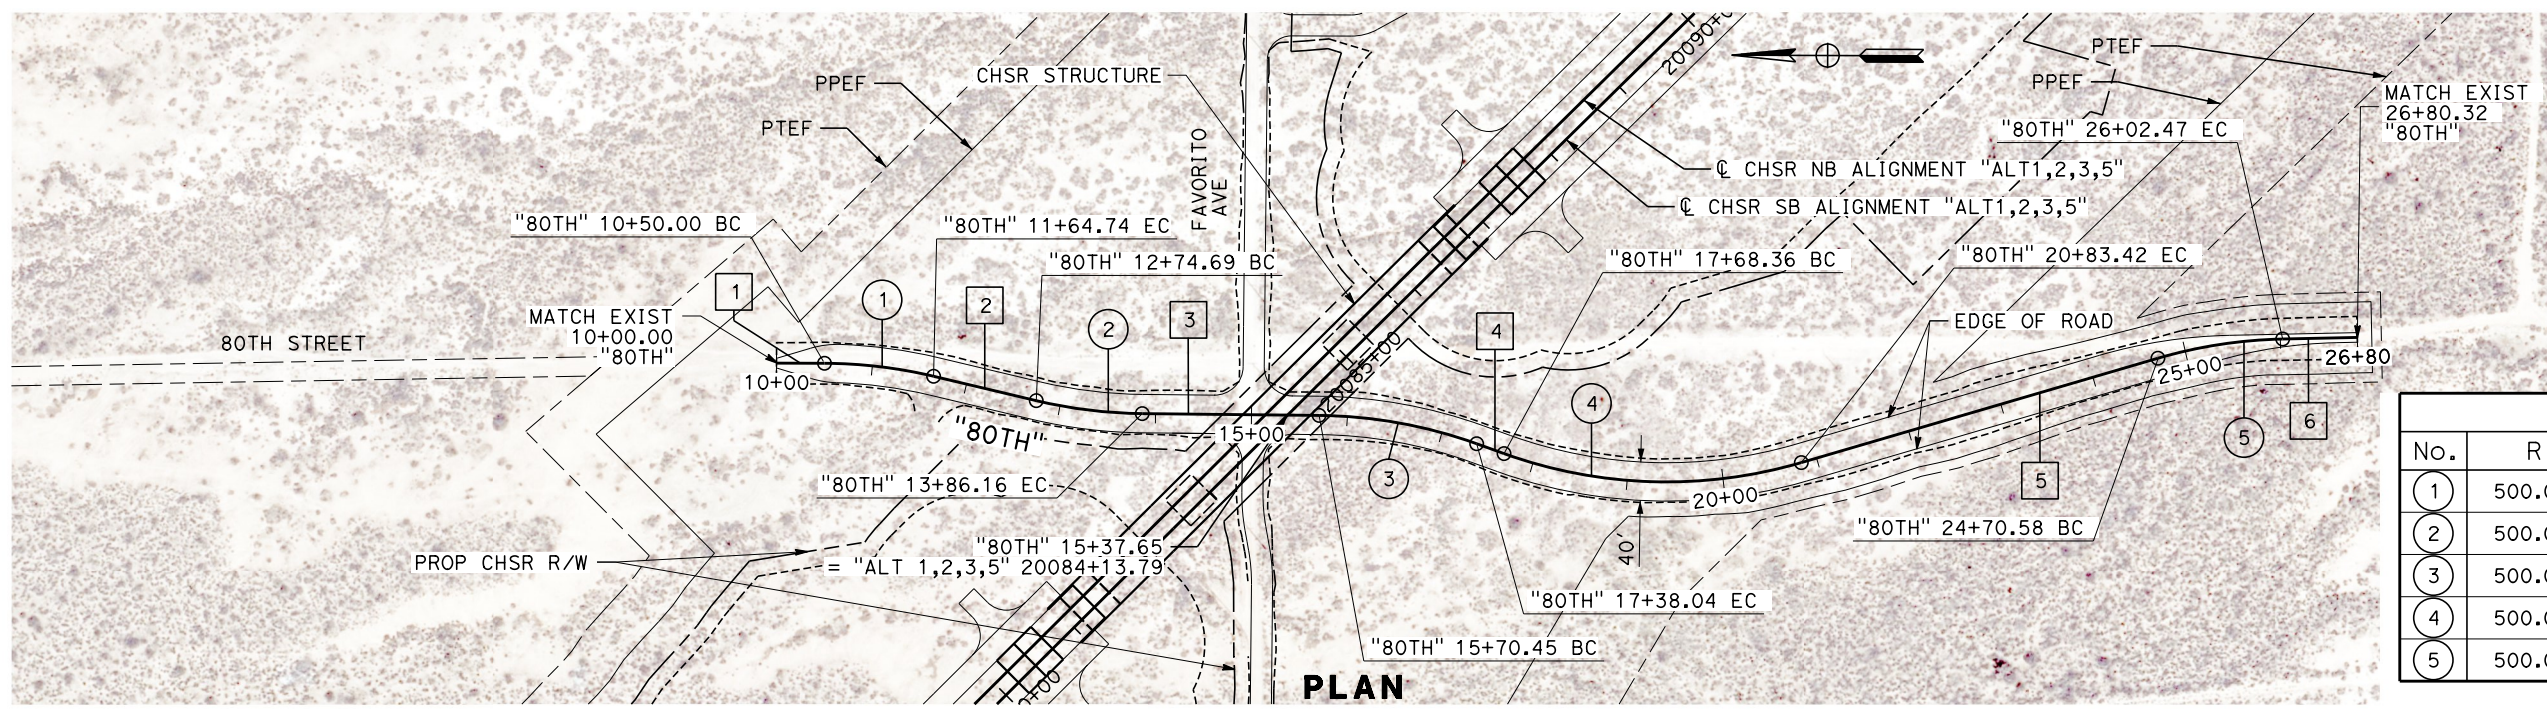 20090+0
PTEF
PPEF
CHSR STRUCTURE
PPEF
MATCH EXIST
26+80.32
"80TH"
PTEF
"80TH" 26+02.47 EC
FAVORITO
AVE
℄ CHSR NB ALIGNMENT "ALT1,2,3,5"
℄ CHSR SB ALIGNMENT "ALT1,2,3,5"
"80TH" 10+50.00 BC
"80TH" 11+64.74 EC
"80TH" 12+74.69 BC
"80TH" 17+68.36 BC
"80TH" 20+83.42 EC
1
1
2
2
3
4
MATCH EXIST
10+00.00
"80TH"
80TH STREET
EDGE OF ROAD
10+00
20085+00
25+00
26+80
4
"80TH"
15+00
6
5
3
5
"80TH" 13+86.16 EC
20+00
"80TH" 24+70.58 BC
40'
"80TH" 15+37.65
= "ALT 1,2,3,5" 20084+13.79
PROP CHSR R/W
"80TH" 17+38.04 EC
"80TH" 15+70.45 BC
0+00
PLAN
No. R
1 500.0
2 500.0
3 500.0
4 500.0
5 500.0